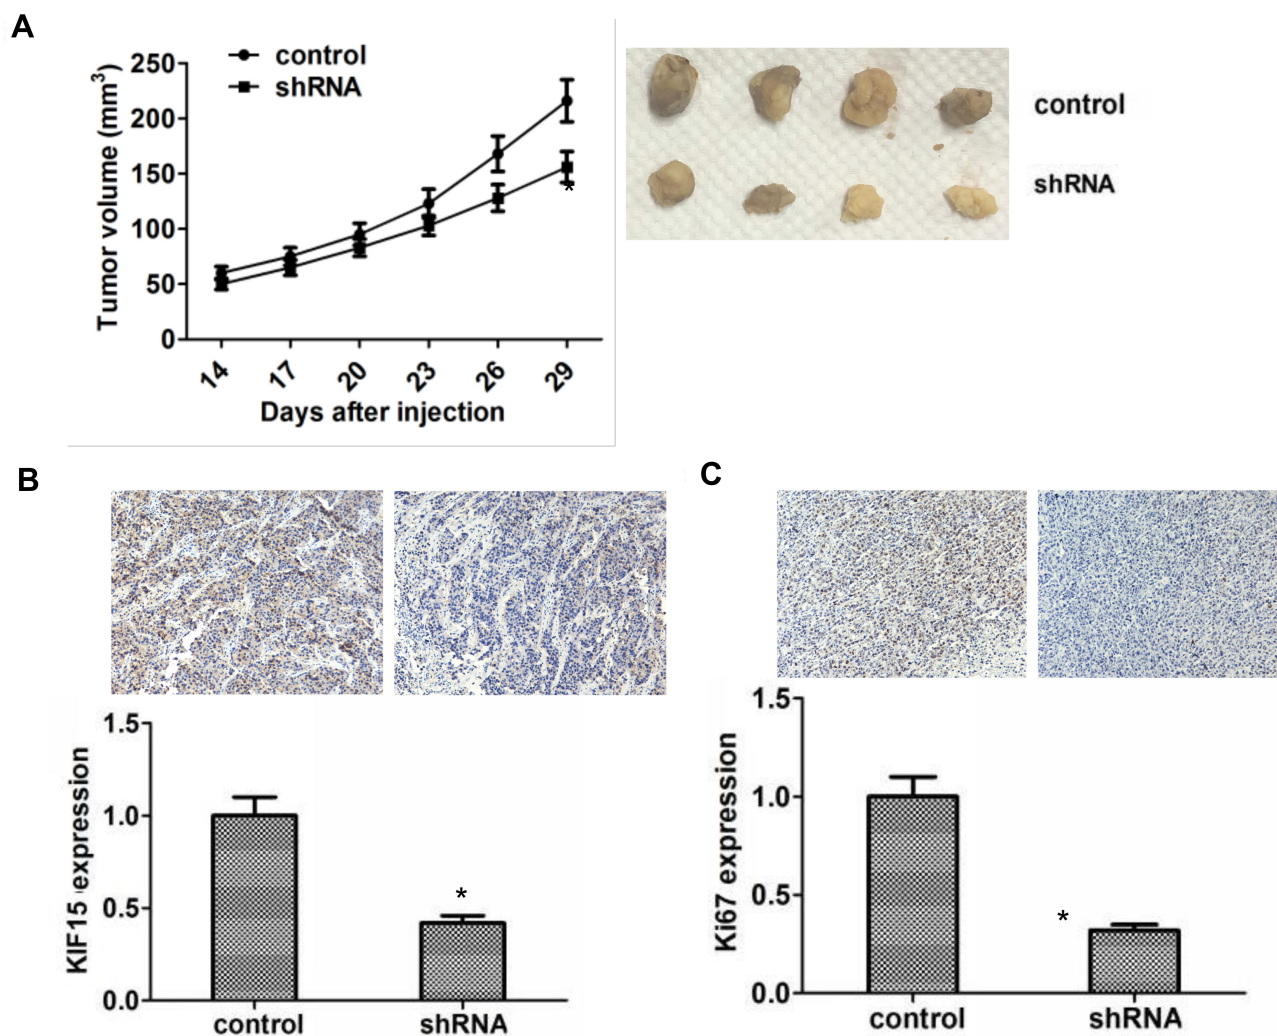 A
control
shRNA
250
200
150
100
50
0
Tumor volume (mm³)
14 17 20 23 26 29
Days after injection
*
control
shRNA
B
1.5
1.0
0.5
0.0
KIF15 expression
*
control shRNA
C
1.5
1.0
0.5
0.0
Ki67 expression
*
control shRNA